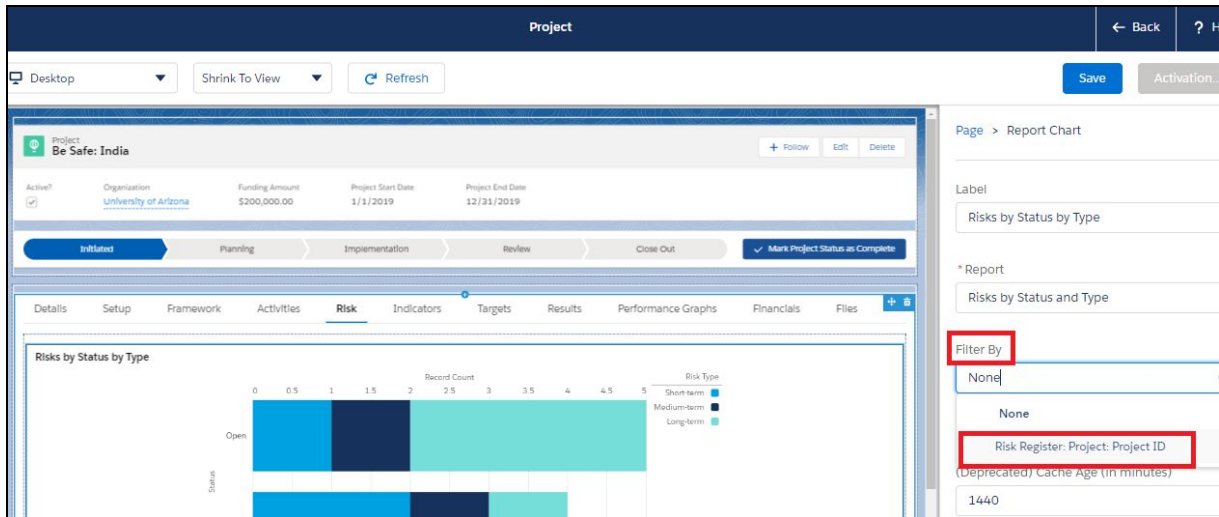 Project
← Back
? H
Desktop
Shrink To View
Refresh
Save
Activation...
Project
Be Safe: India
+ Follow
Edit
Delete
Active?
Organization
Funding Amount
Project Start Date
Project End Date
University of Arizona
$200,000.00
1/1/2019
12/31/2019
Initiated
Planning
Implementation
Review
Close Out
Mark Project Status as Complete
Details
Setup
Framework
Activities
Risk
Indicators
Targets
Results
Performance Graphs
Financials
Files
Risks by Status by Type
Record Count
0 0.5 1 1.5 2 2.5 3 3.5 4 4.5 5
Risk Type
Short-term
Medium-term
Long-term
Open
Status
Page > Report Chart
Label
Risks by Status by Type
* Report
Risks by Status and Type
Filter By
None
None
Risk Register: Project: Project ID
(Deprecated) Cache Age (in minutes)
1440